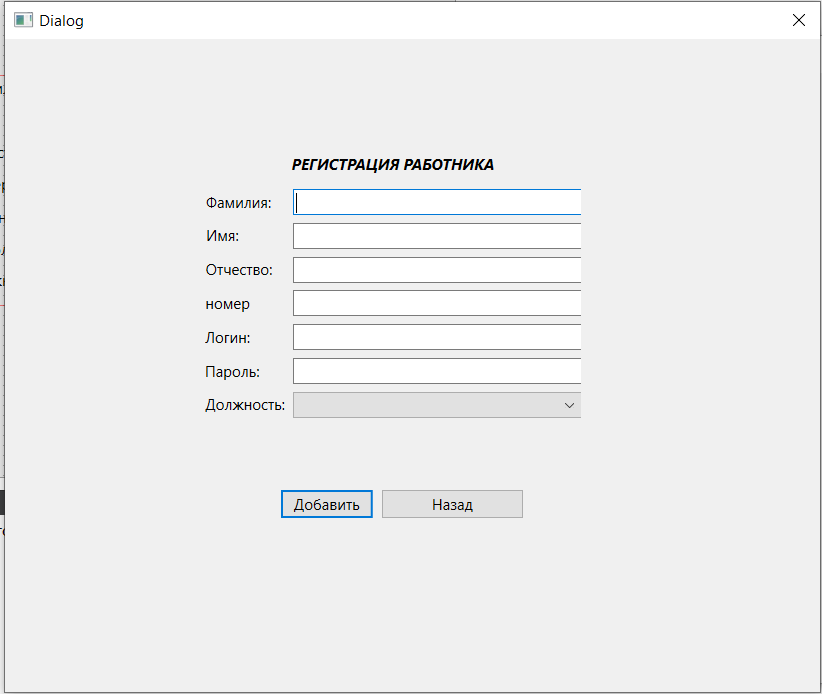 Dialog
РЕГИСТРАЦИЯ РАБОТНИКА
Фамилия:
Имя:
Отчество:
номер
Логин:
Пароль:
Должность:
Добавить Назад